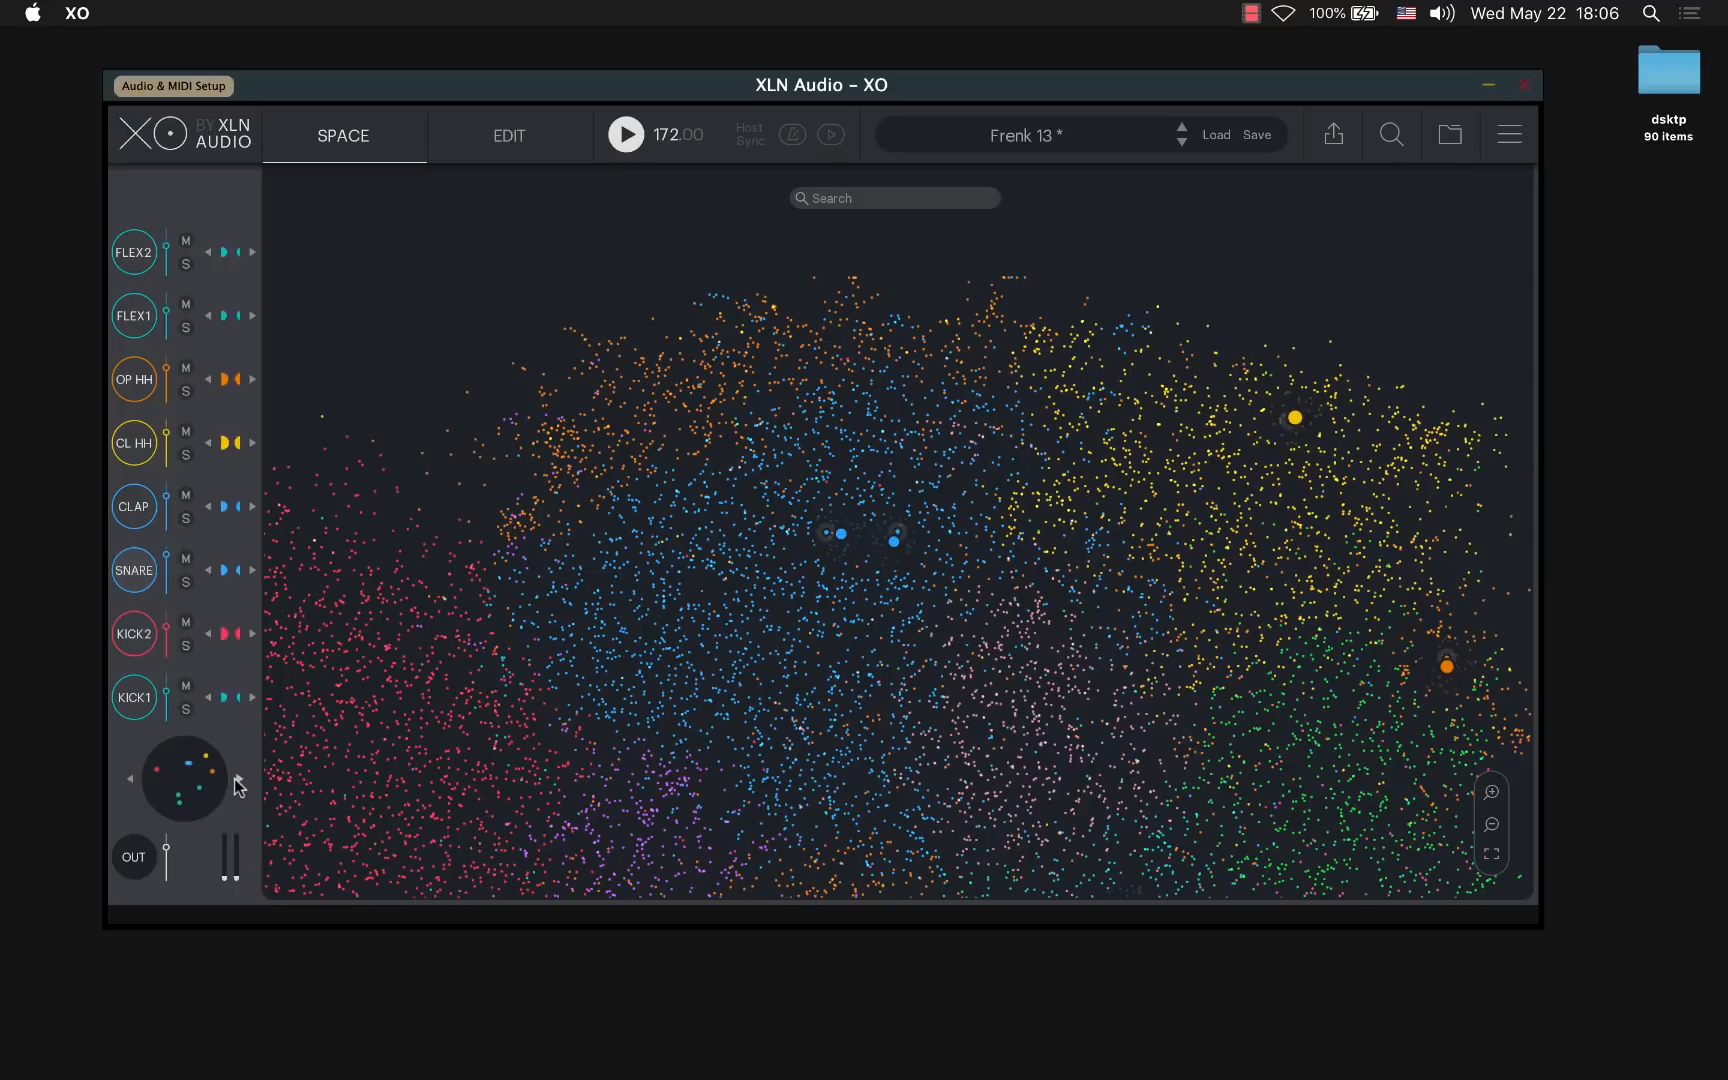 XO
100%
Wed May 22 18:06
Audio & MIDI Setup
XLN Audio – XO
XO BY XLN AUDIO
SPACE
EDIT
172.00
Host Sync
Frenk 13 *
Load
Save
dsktp
90 items
Search
FLEX2
M
S
FLEX1
M
S
OP HH
M
S
CL HH
M
S
CLAP
M
S
SNARE
M
S
KICK2
M
S
KICK1
M
S
OUT